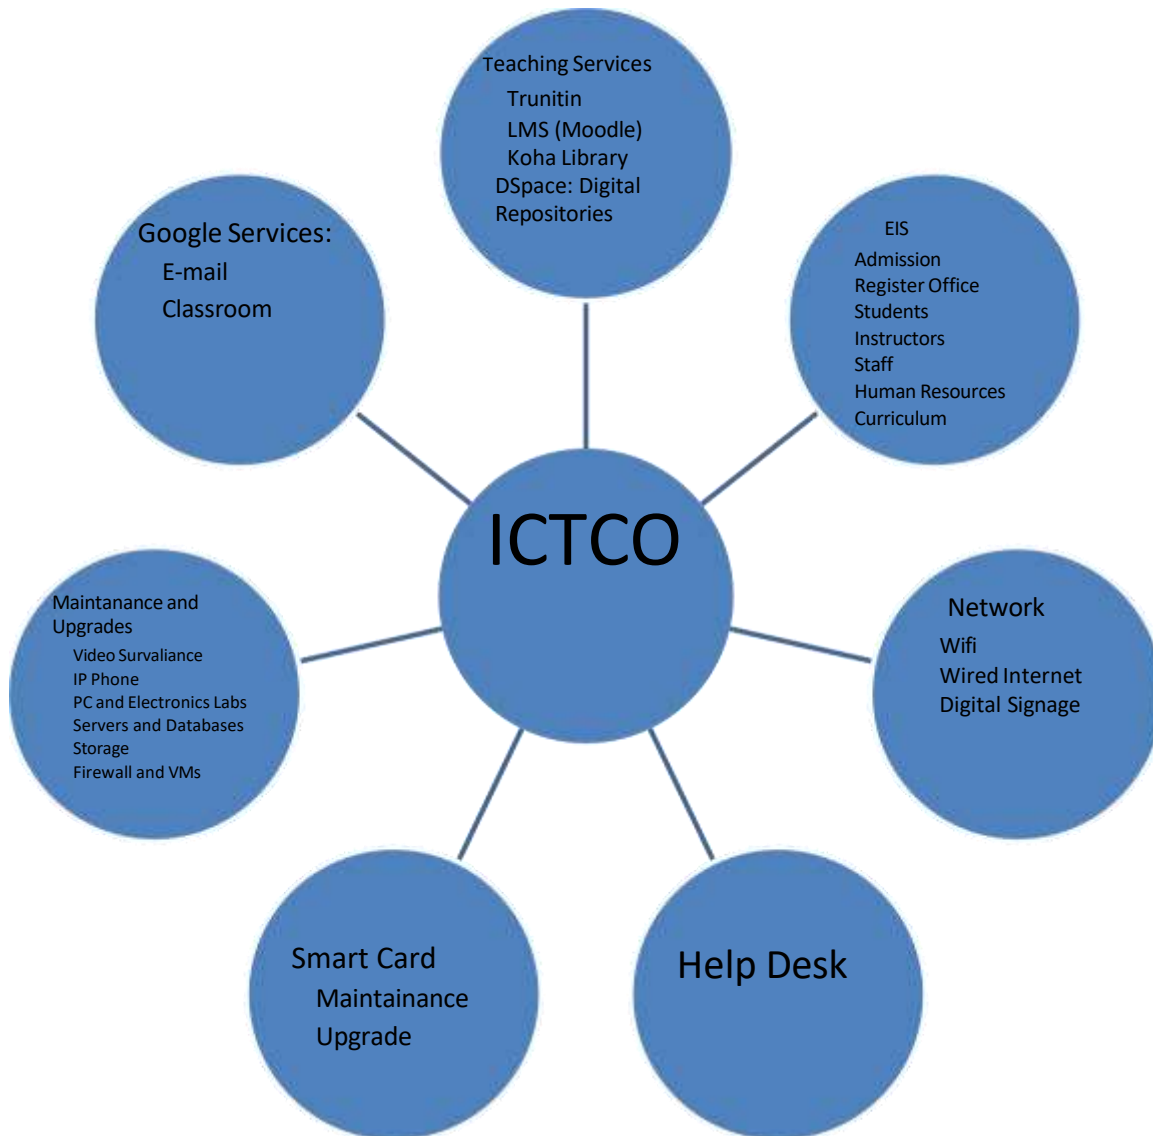 Teaching Services
Trunitin
LMS (Moodle)
Koha Library
DSpace: Digital
Repositories
Google Services:
E-mail
Classroom
EIS
Admission
Register Office
Students
Instructors
Staff
Human Resources
Curriculum
ICTCO
Maintanance and
Upgrades
Video Survaliance
IP Phone
PC and Electronics Labs
Servers and Databases
Storage
Firewall and VMs
Network
Wifi
Wired Internet
Digital Signage
Smart Card
Maintainance
Upgrade
Help Desk